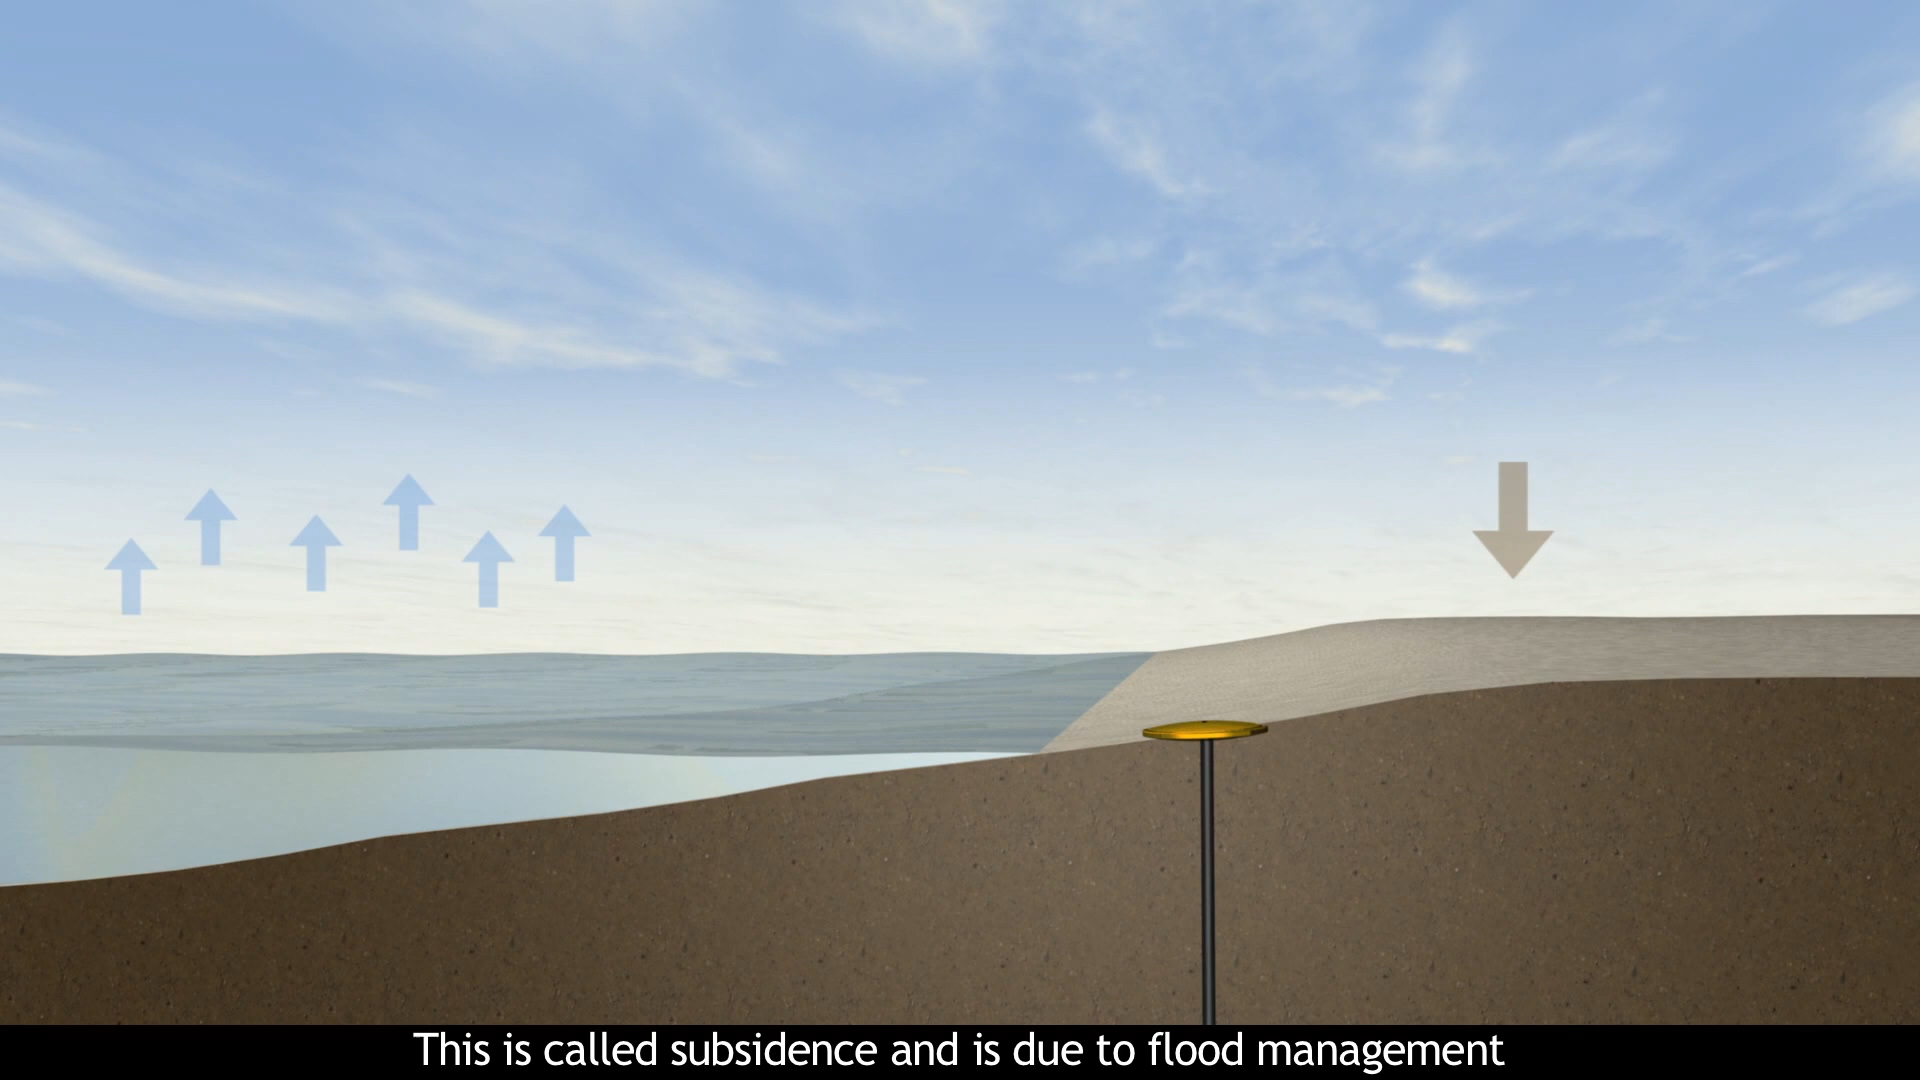 This is called subsidence and is due to flood management